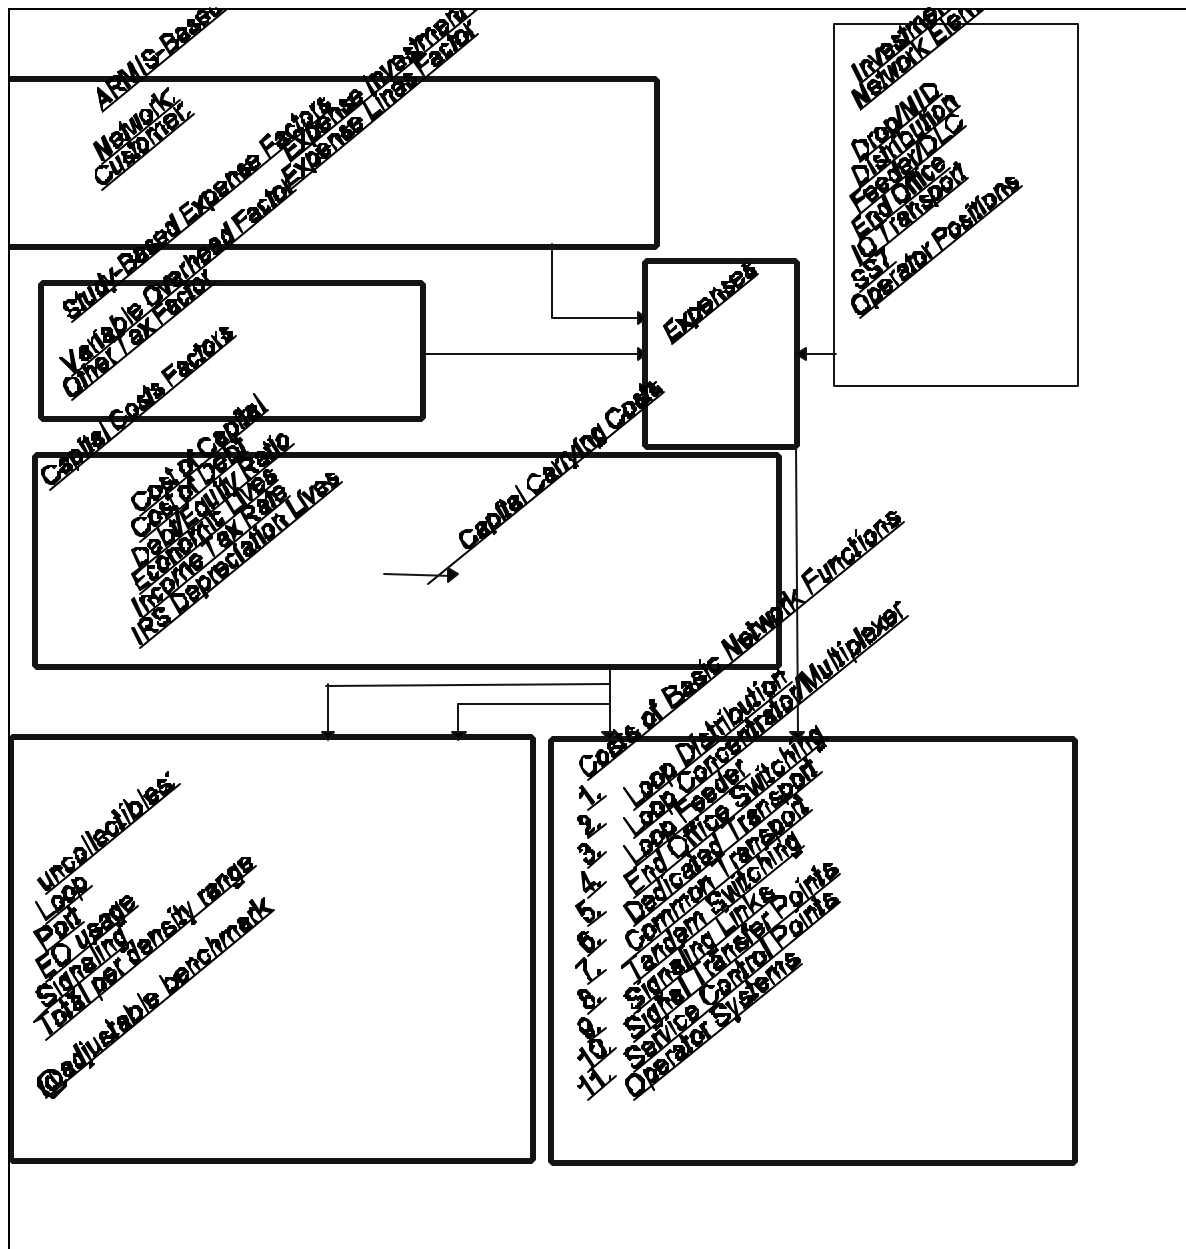 ARMIS-Based
Network
Customer
Expense Investment
Expense Lines Factor
Study-Based Expense Factors
Variable Overhead Factor
Other Tax Factor
Investment
Network
Drop/NID
Distribution
Feeder/DLC
End Office
IO Transport
SS7
Operator Positions
Expenses
Capital Costs Factors
Cost of Capital
Cost of Debt
Debt/Equity Ratio
Economic Lives
Income Tax Rate
IRS Depreciation Lives
Capital Carrying Costs
uncollectibles:
Loop
Port
EO usage
Signaling
Total per density range
adjustable benchmark
Costs of Basic Network Functions
1. Loop Distribution
2. Loop Concentrator/Multiplexer
3. Loop Feeder
4. End Office Switching
5. Dedicated Transport
6. Common Transport
7. Tandem Switching
8. Signaling Links
9. Signal Transfer Points
10. Service Control Points
11. Operator Systems